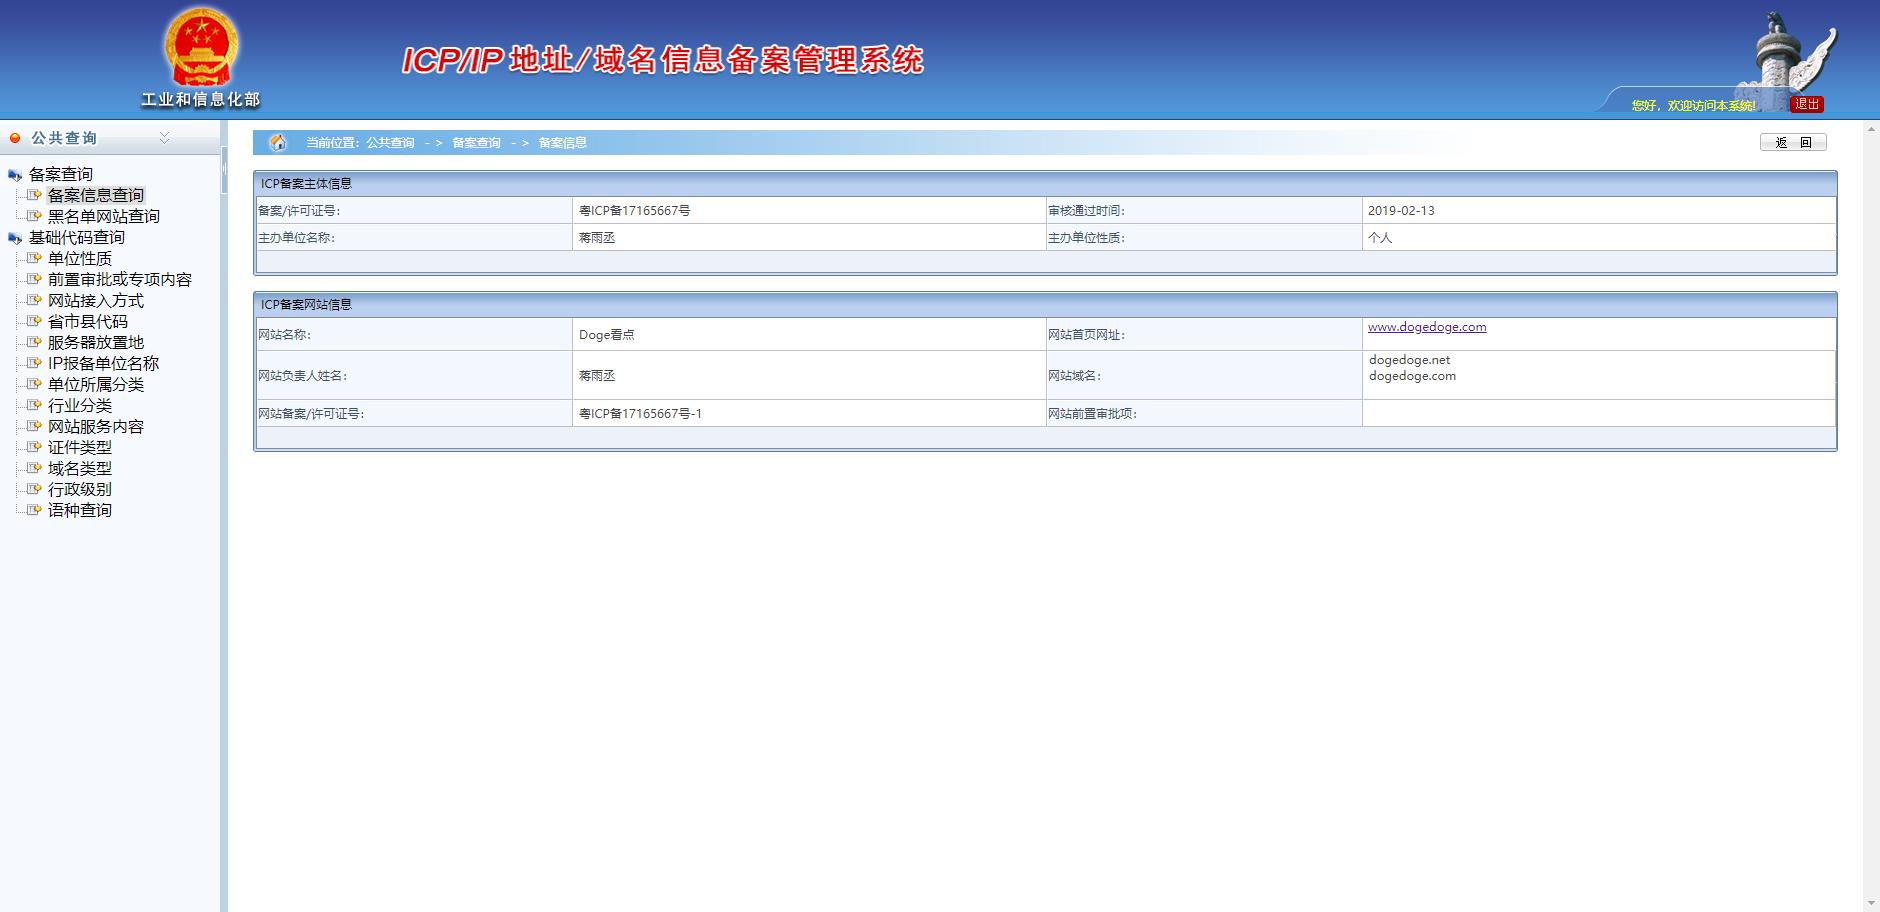 工业和信息化部
ICP/IP 地址/域名信息备案管理系统
您好，欢迎访问本系统!
退出
公共查询
备案查询
备案信息查询
黑名单网站查询
基础代码查询
单位性质
前置审批或专项内容
网站接入方式
省市县代码
服务器放置地
IP报备单位名称
单位所属分类
行业分类
网站服务内容
证件类型
域名类型
行政级别
语种查询
当前位置：公共查询 - > 备案查询 - > 备案信息
返 回
ICP备案主体信息
备案/许可证号： 粤ICP备17165667号 审核通过时间： 2019-02-13
主办单位名称： 蒋雨丞 主办单位性质： 个人
ICP备案网站信息
网站名称： Doge看点 网站首页网址： www.dogedoge.com
网站负责人姓名： 蒋雨丞 网站域名： dogedoge.net
dogedoge.com
网站备案/许可证号： 粤ICP备17165667号-1 网站前置审批项：